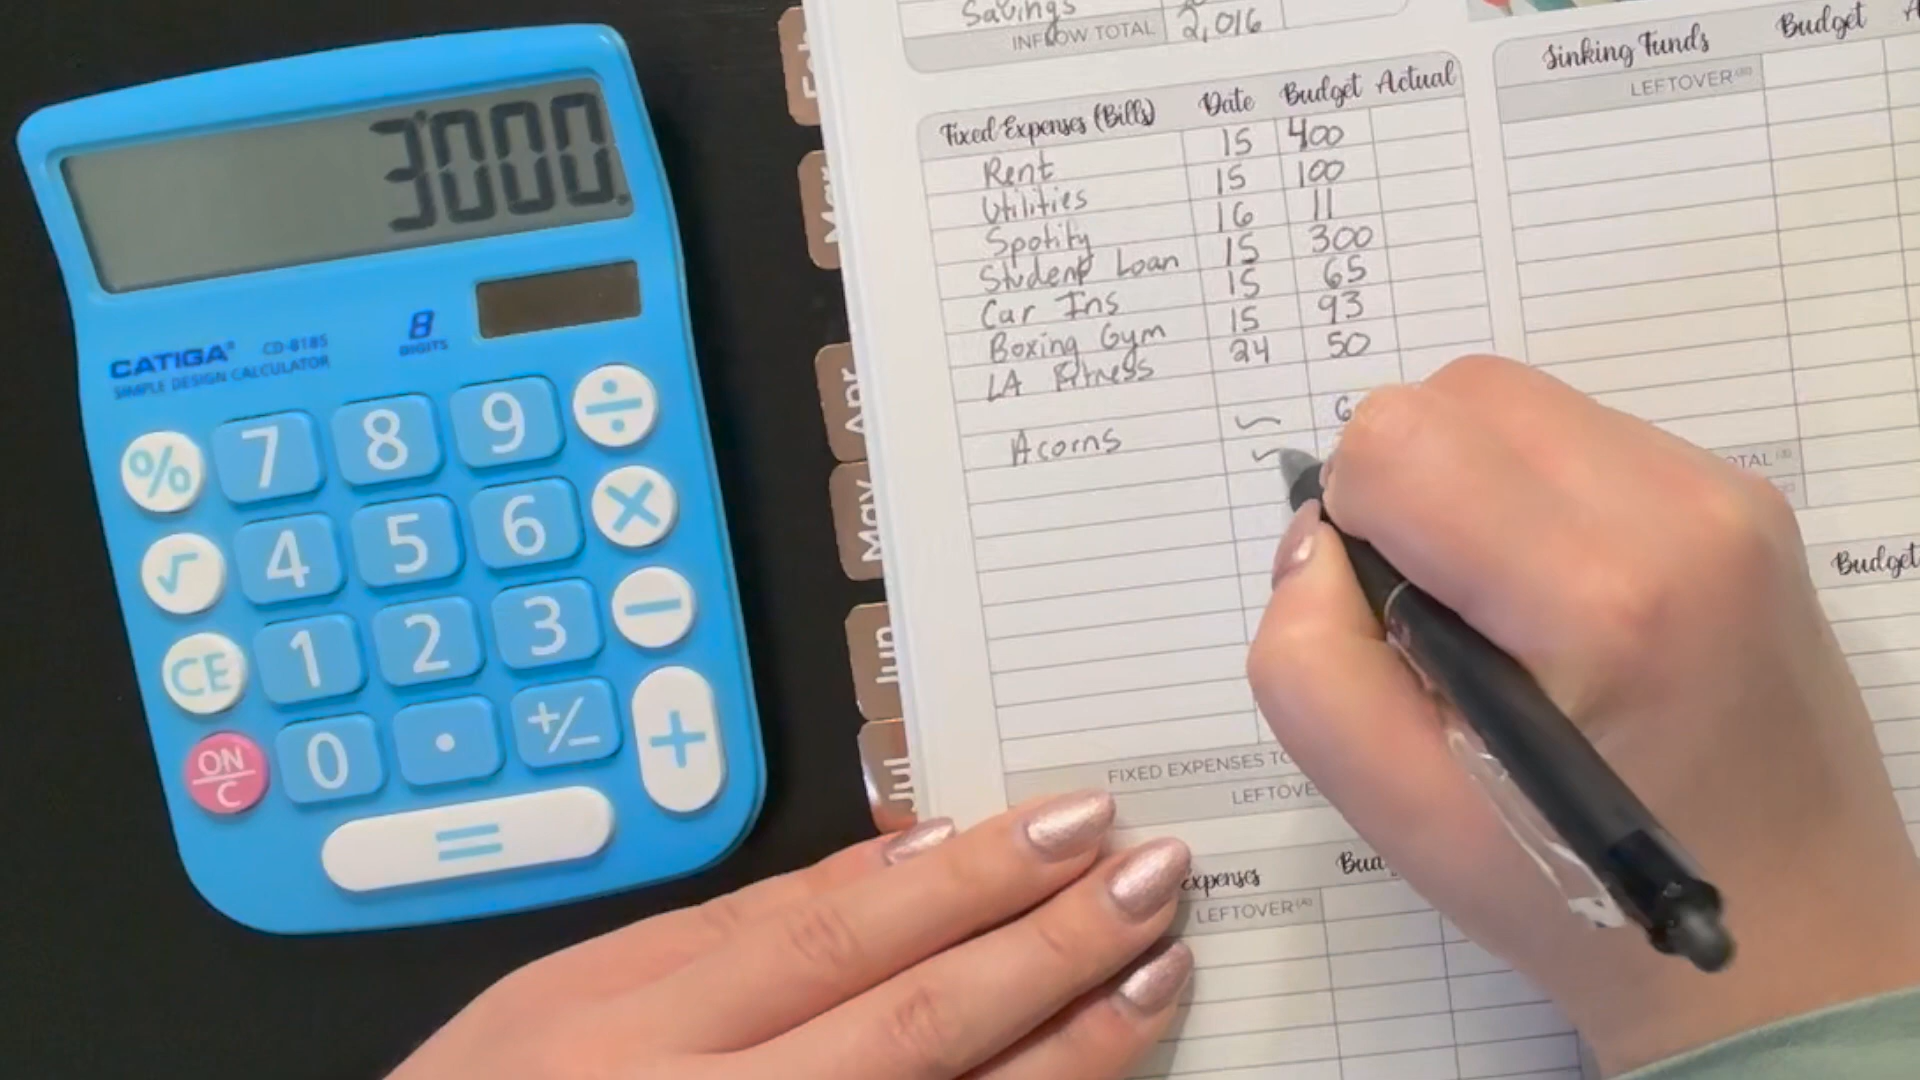 3'000.
CATIGA® CD-8185
SIMPLE DESIGN CALCULATOR
8
DIGITS
% 7 8 9 ÷
√ 4 5 6 ×
CE 1 2 3 −
ON/C 0 . +/− +
=
Feb
Mar
Apr
May
Jun
Jul
Savings
INFLOW TOTAL 2,016
Fixed Expenses (Bills) Date Budget Actual
Rent 15 400
Utilities 15 100
Spotify 16 11
Student Loan 15 300
Car Ins 15 65
Boxing Gym 15 93
LA Fitness 24 50
Acorns
FIXED EXPENSES
Expenses
LEFTOVER
Sinking Funds Budget
LEFTOVER
Budget